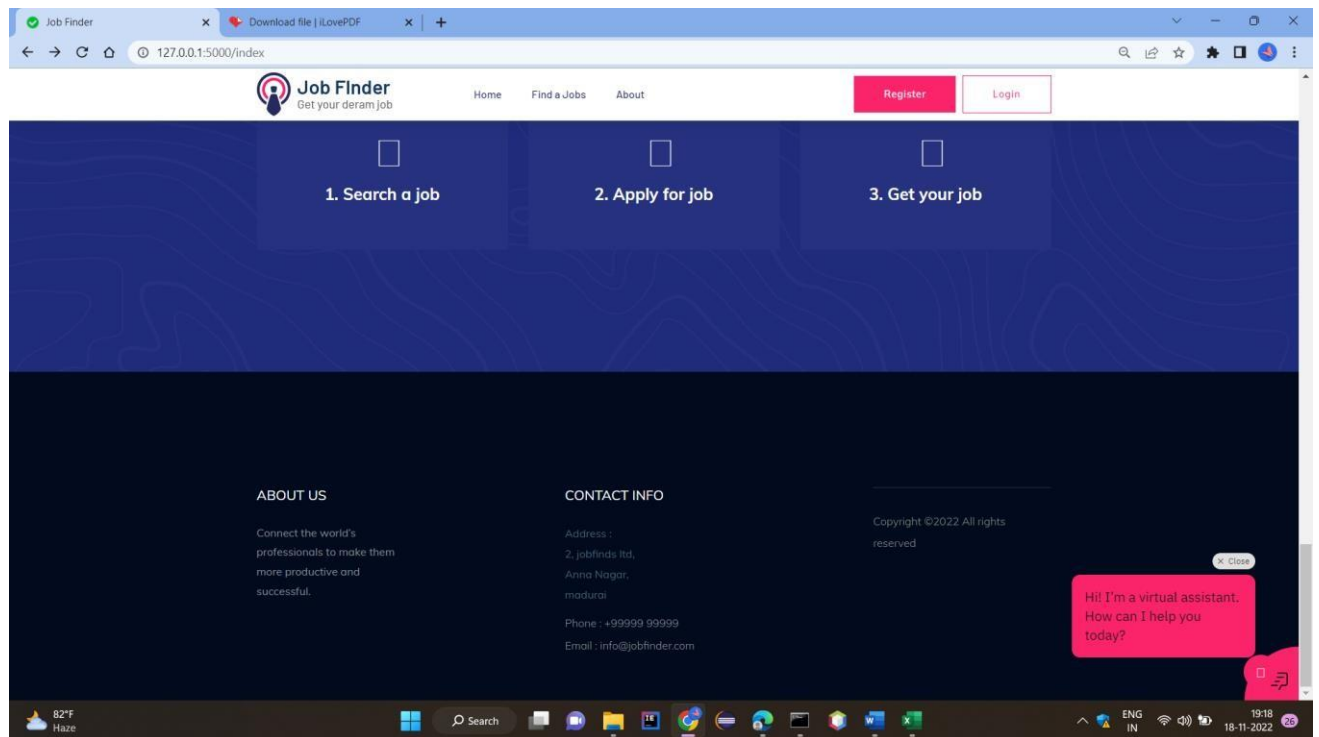 Job Finder
Download file | iLovePDF
127.0.0.1:5000/index
Job FInder
Get your deram job
Home
Find a Jobs
About
Register
Login
1. Search a job
2. Apply for job
3. Get your job
ABOUT US
Connect the world's
professionals to make them
more productive and
successful.
CONTACT INFO
Address :
2, jobfinds ltd,
Anna Nagar,
madurai
Phone : +99999 99999
Email : info@jobfinder.com
Copyright ©2022 All rights
reserved
× Close
Hi! I'm a virtual assistant.
How can I help you
today?
82°F
Haze
Search
ENG
IN
19:18
18-11-2022
26